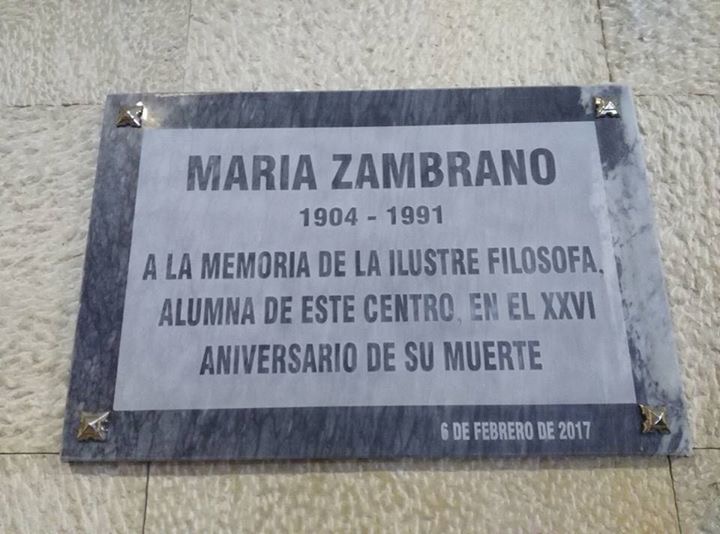 MARIA ZAMBRANO
1904 - 1991
A LA MEMORIA DE LA ILUSTRE FILOSOFA,
ALUMNA DE ESTE CENTRO, EN EL XXVI
ANIVERSARIO DE SU MUERTE
6 DE FEBRERO DE 2017